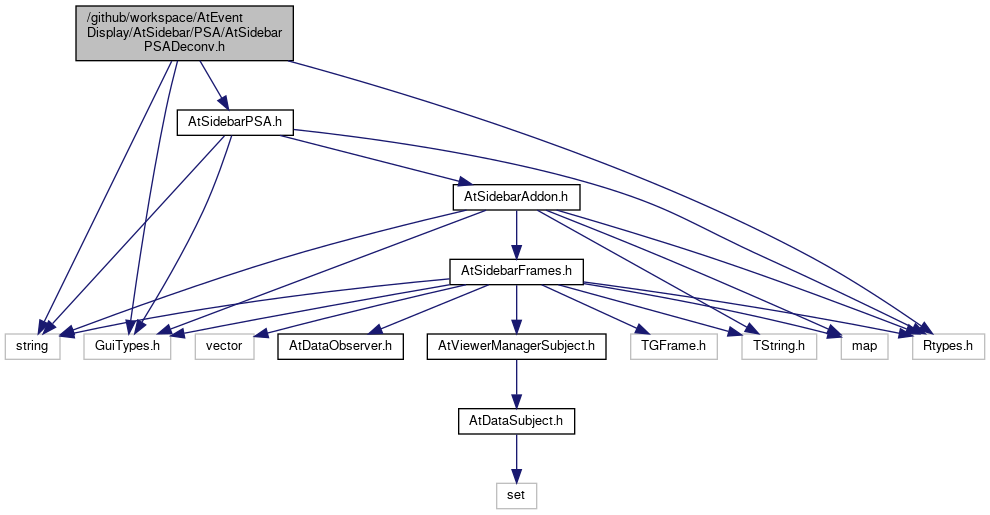 /github/workspace/AtEvent
Display/AtSidebar/PSA/AtSidebar
PSADeconv.h
AtSidebarPSA.h
AtSidebarAddon.h
AtSidebarFrames.h
string
GuiTypes.h
vector
AtDataObserver.h
AtViewerManagerSubject.h
TGFrame.h
TString.h
map
Rtypes.h
AtDataSubject.h
set